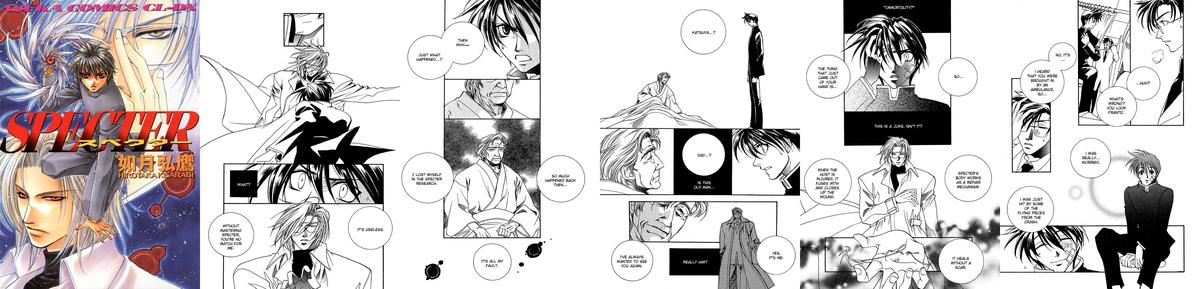 ASUKA COMICS CL-DX
SPECTER
スペクター
如月弘鷹
HIROTAKA KISARAGI
WHAT?
WITHOUT
MASTERING
SPECTER,
YOU'RE NO
MATCH FOR
ME.
IT'S USELESS.
THEN
WHY......
JUST WHAT
HAPPENED...?
I LOST MYSELF
IN THE SPECTER
RESEARCH.
SO MUCH
HAPPENED BACK
THEN...
IT'S ALL MY
FAULT.
KATSUYA...?
DAD...?
IS THIS
OLD MAN...
I'VE ALWAYS
WANTED TO SEE
YOU AGAIN.
REALLY HIM?
YES,
IT'S ME.
"IMMORTALITY?"
THE THING
THAT JUST
CAME OUT
OF YOUR
HAND IS...
SO...
THIS IS A JOKE, ISN'T IT?
WHEN THE
HOST IS
INJURED, IT
FUSES WITH
AND CLOSES
UP THE
WOUND.
SPECTER'S
BODY WORKS
AS A REPAIR
MECHANISM.
IT HEALS
WITHOUT A
SCAR.
NO, IT'S
I HEARD
THAT YOU WERE
BROUGHT IN
BY AN
AMBULANCE,
SO...
...HUH?
WHAT'S
WRONG?
YOU LOOK
FRANTIC.
I WAS
REALLY...
WORRIED.
I WAS JUST
HIT BY SOME
OF THE
FLYING PIECES
FROM THE
CRASH.